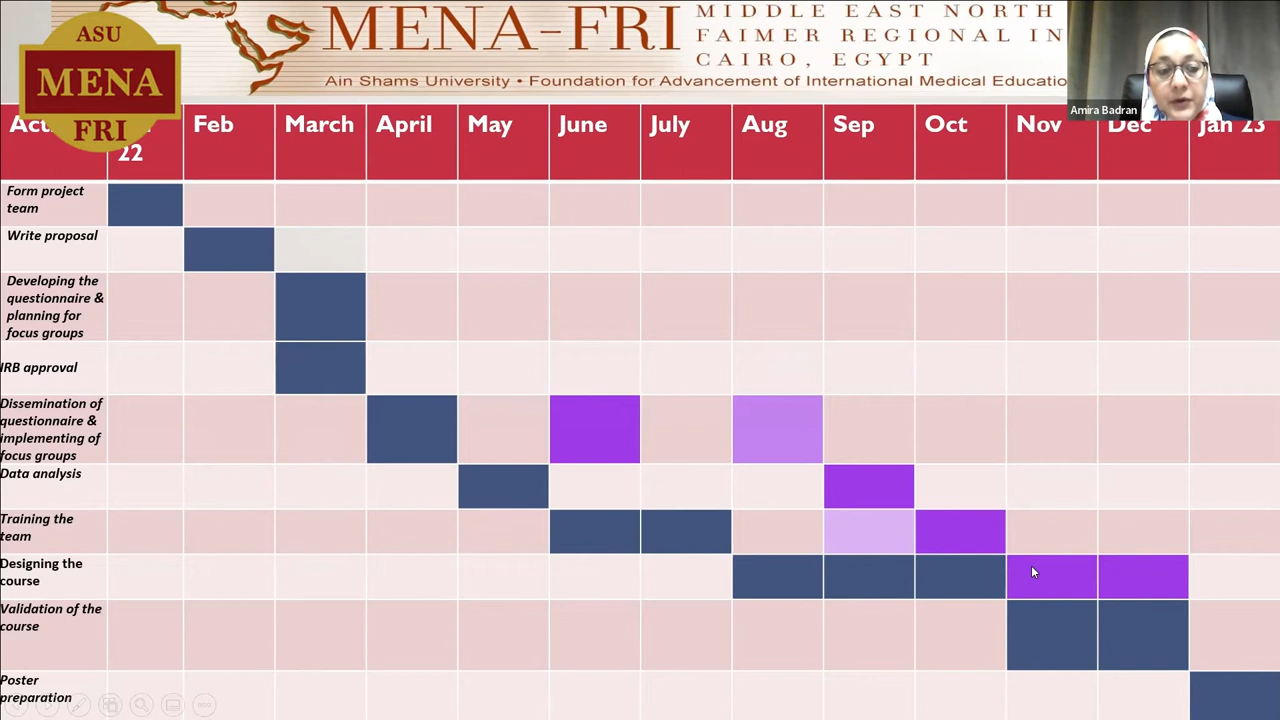 ASU
MENA
FRI
MENA-FRI
MIDDLE EAST NORTH
FAIMER REGIONAL IN
CAIRO, EGYPT
Ain Shams University • Foundation for Advancement of International Medical Educatio
Amira Badran
Act
22
Feb
March
April
May
June
July
Aug
Sep
Oct
Nov
Dec
Jan 23
Form project
team
Write proposal
Developing the
questionnaire &
planning for
focus groups
IRB approval
Dissemination of
questionnaire &
implementing of
focus groups
Data analysis
Training the
team
Designing the
course
Validation of the
course
Poster
preparation